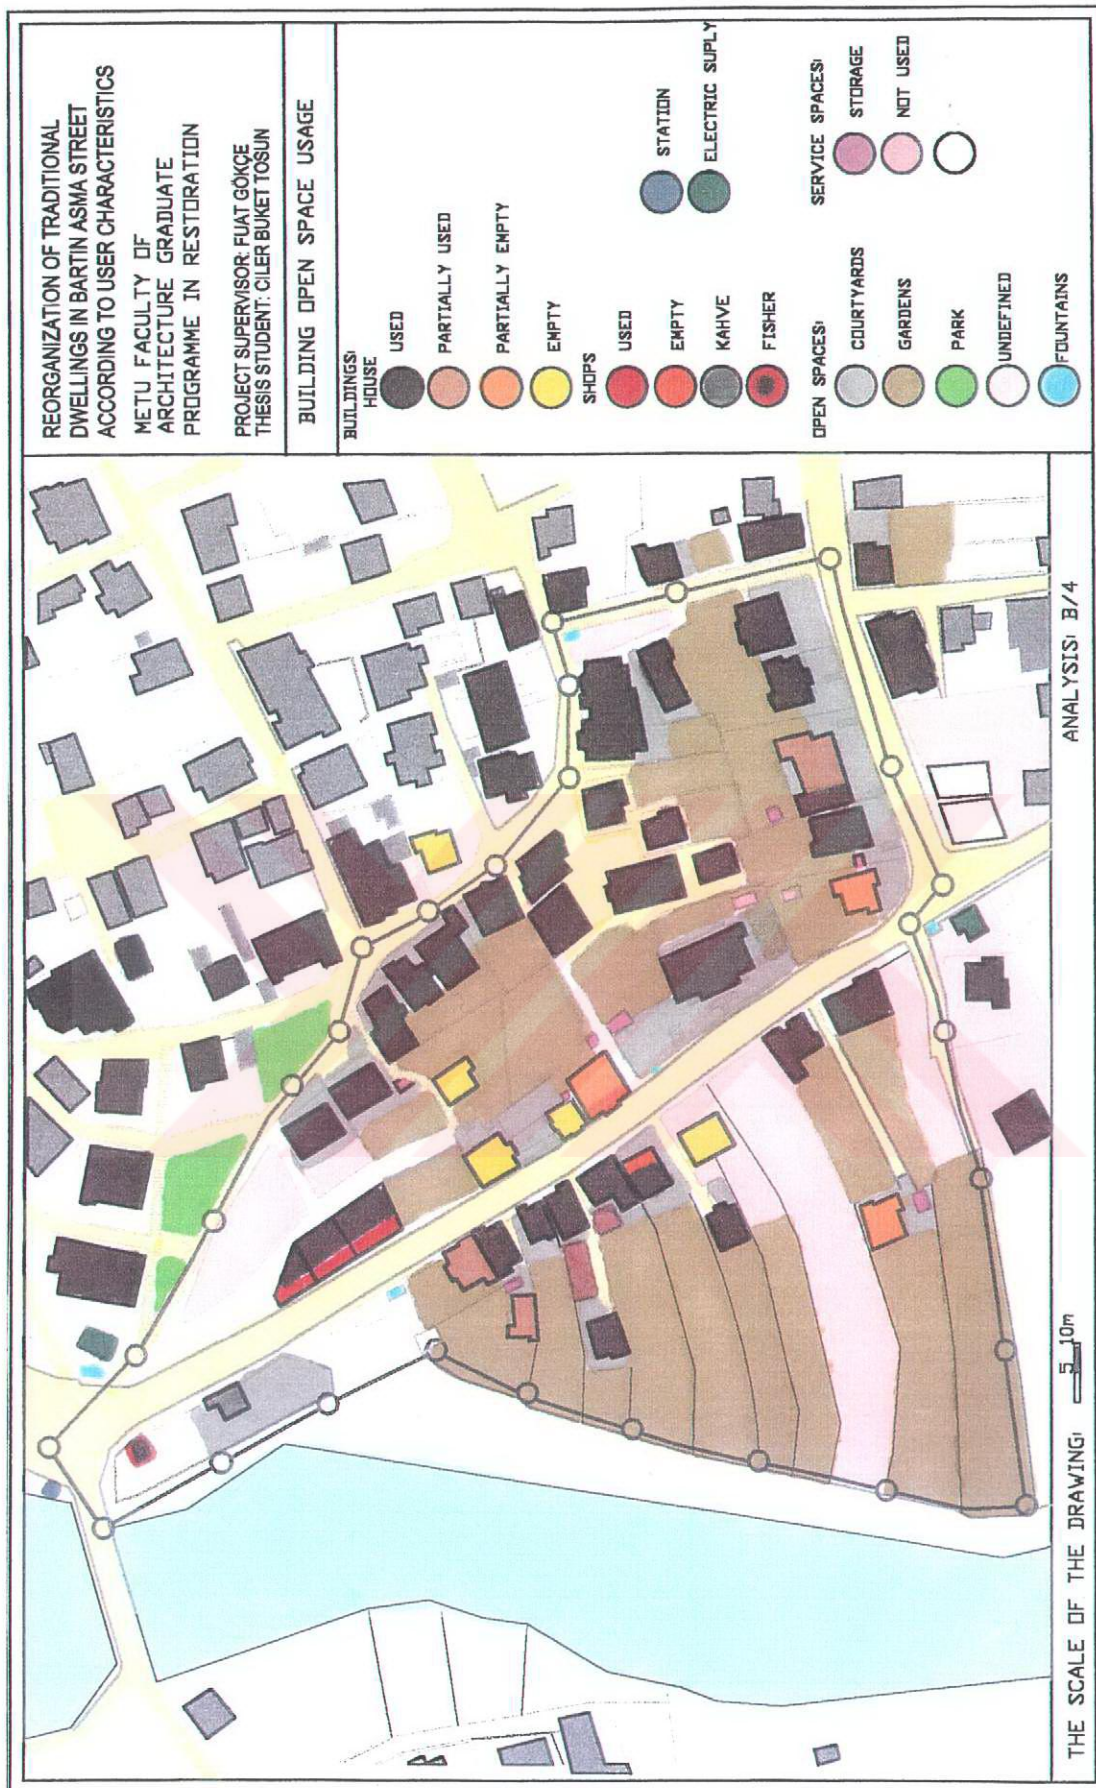 REORGANIZATION OF TRADITIONAL
DWELLINGS IN BARTIN ASMA STREET
ACCORDING TO USER CHARACTERISTICS
METU FACULTY OF
ARCHITECTURE GRADUATE
PROGRAMME IN RESTORATION
PROJECT SUPERVISOR: FUAT GÖKÇE
THESIS STUDENT: CILER BUKET TOSUN
BUILDING OPEN SPACE USAGE
BUILDINGS:
HOUSE
USED
PARTIALLY USED
PARTIALLY EMPTY
EMPTY
SHOPS
USED
EMPTY
KAHVE
FISHER
STATION
ELECTRIC SUPLY
OPEN SPACES:
COURTYARDS
GARDENS
PARK
UNDEFINED
FOUNTAINS
SERVICE SPACES:
STORAGE
NOT USED
THE SCALE OF THE DRAWING: 5 10m
ANALYSIS: B/4